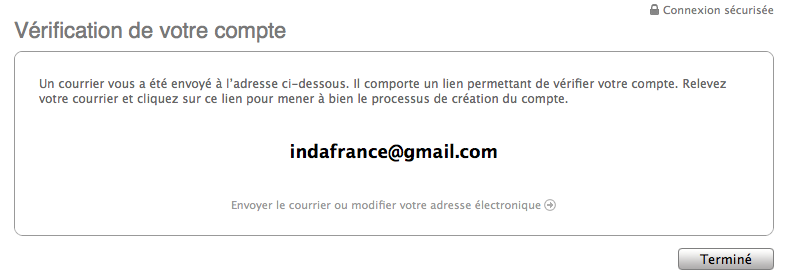 Connexion sécurisée
Vérification de votre compte
Un courrier vous a été envoyé à l'adresse ci-dessous. Il comporte un lien permettant de vérifier votre compte. Relevez
votre courrier et cliquez sur ce lien pour mener à bien le processus de création du compte.
indafrance@gmail.com
Envoyer le courrier ou modifier votre adresse électronique
Terminé